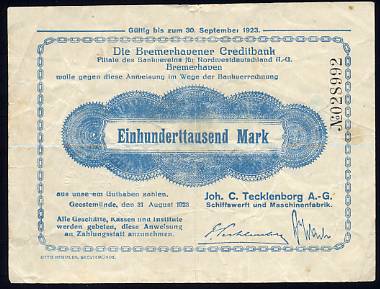 Gültig bis zum 30. September 1923.
Die Bremerhavener Creditbank
Filiale des Bankvereins für Nordwestdeutschland A.-G.
Bremerhaven
wolle gegen diese Anweisung im Wege der Bankverrechnung
№028992
Einhunderttausend Mark
aus unserem Guthaben zahlen.
Geestemünde, den 31 August 1923
Joh. C. Tecklenborg A.-G.
Schiffswerft und Maschinenfabrik.
Alle Geschäfte, Kassen und Institute
werden gebeten, diese Anweisung
an Zahlungsstatt anzunehmen.
GEESTEMÜNDE.